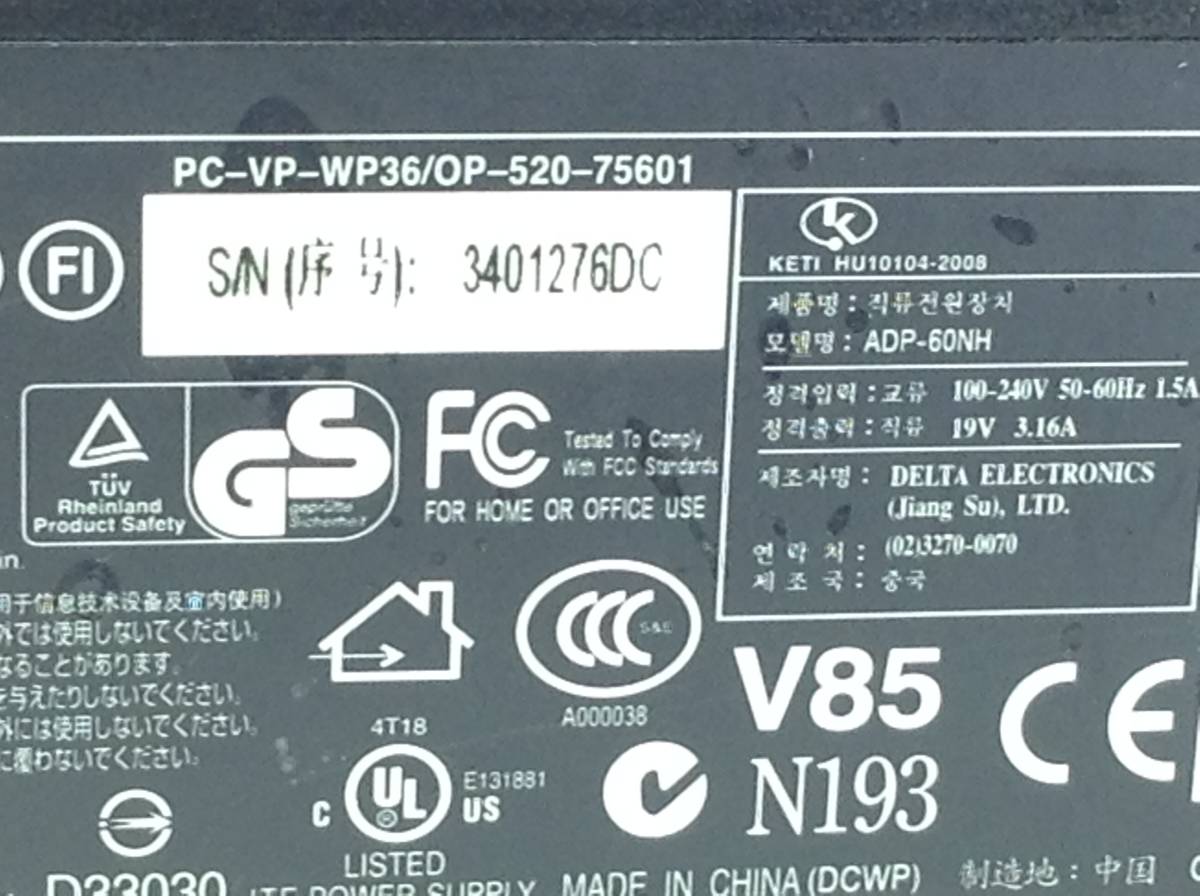 PC-VP-WP36/OP-520-75601
S/N (序 号): 3401276DC
FI
KETI HU10104-2008
제품명 : 직류전원장치
모델명 : ADP-60NH
정격입력 : 교류 100-240V 50-60Hz 1.5A
정격출력 : 직류 19V 3.16A
제조자명 : DELTA ELECTRONICS
(Jiang Su), LTD.
연 락 처 : (02)3270-0070
제 조 국 : 중국
TÜV
Rheinland
Product Safety
GS
geprüfte
Sicherheit
FC
Tested To Comply
With FCC Standards
FOR HOME OR OFFICE USE
用于信息技术设备及室内使用)
外では使用しないでください。
なることがあります。
を与えたりしないでください。
外には使用しないでください。
に覆わないでください。
4T18
CCC S&E
A000038
V85
N193
CE
C UL US
E131881
LISTED
D33030
ITE POWER SUPPLY
MADE IN CHINA (DCWP)
制造地 : 中国